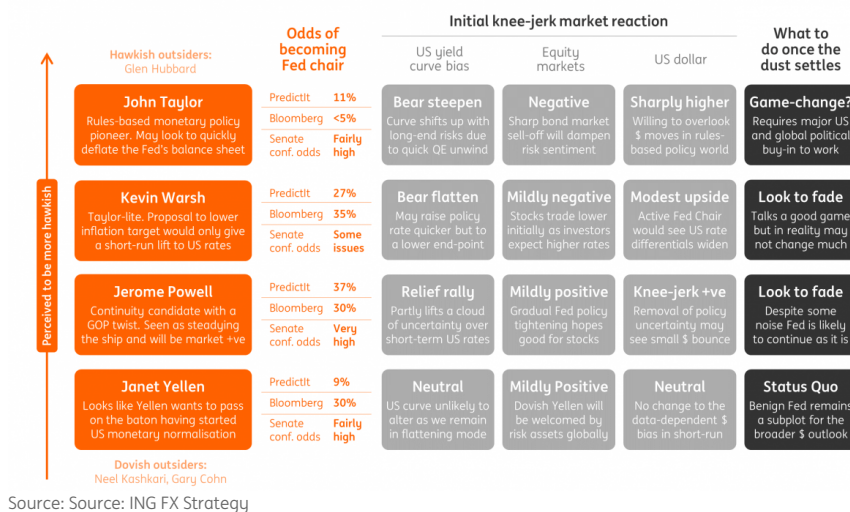 Initial knee-jerk market reaction
Hawkish outsiders:
Glen Hubbard
Odds of
becoming
Fed chair
US yield
curve bias
Equity
markets
US dollar
What to
do once the
dust settles
Perceived to be more hawkish
John Taylor
Rules-based monetary policy
pioneer. May look to quickly
deflate the Fed's balance sheet
PredictIt 11%
Bloomberg <5%
Senate
conf. odds Fairly
high
Bear steepen
Curve shifts up with
long-end risks due
to quick QE unwind
Negative
Sharp bond market
sell-off will dampen
risk sentiment
Sharply higher
Willing to overlook
$ moves in rules-
based policy world
Game-change?
Requires major US
and global political
buy-in to work
Kevin Warsh
Taylor-lite. Proposal to lower
inflation target would only give
a short-run lift to US rates
PredictIt 27%
Bloomberg 35%
Senate
conf. odds Some
issues
Bear flatten
May raise policy
rate quicker but to
a lower end-point
Mildly negative
Stocks trade lower
initially as investors
expect higher rates
Modest upside
Active Fed Chair
would see US rate
differentials widen
Look to fade
Talks a good game
but in reality may
not change much
Jerome Powell
Continuity candidate with a
GOP twist. Seen as steadying
the ship and will be market +ve
PredictIt 37%
Bloomberg 30%
Senate
conf. odds Very
high
Relief rally
Partly lifts a cloud
of uncertainty over
short-term US rates
Mildly positive
Gradual Fed policy
tightening hopes
good for stocks
Knee-jerk +ve
Removal of policy
uncertainty may
see small $ bounce
Look to fade
Despite some
noise Fed is likely
to continue as it is
Janet Yellen
Looks like Yellen wants to pass
on the baton having started
US monetary normalisation
PredictIt 9%
Bloomberg 30%
Senate
conf. odds Fairly
high
Neutral
US curve unlikely to
alter as we remain
in flattening mode
Mildly Positive
Dovish Yellen will
be welcomed by
risk assets globally
Neutral
No change to the
data-dependent $
bias in short-run
Status Quo
Benign Fed remains
a subplot for the
broader $ outlook
Dovish outsiders:
Neel Kashkari, Gary Cohn
Source: Source: ING FX Strategy